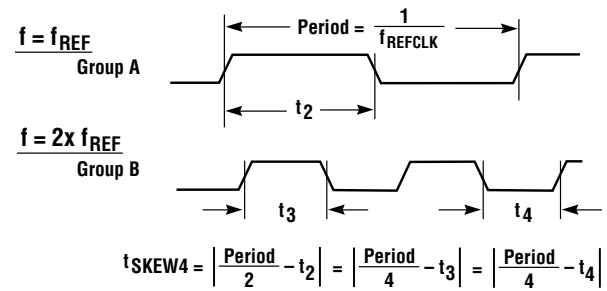 f = fREF
Group A
Period = 1 / fREFCLK
t2
f = 2x fREF
Group B
t3
t4
tSKEW4 = | Period / 2 – t2 | = | Period / 4 – t3 | = | Period / 4 – t4 |